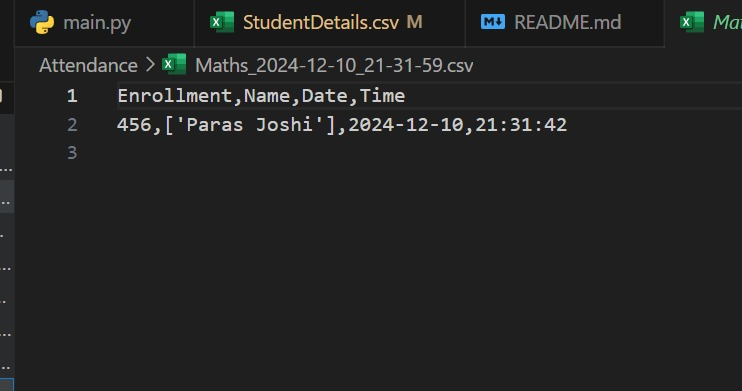 main.py StudentDetails.csv M README.md Mat
Attendance > Maths_2024-12-10_21-31-59.csv
1 Enrollment,Name,Date,Time
2 456,['Paras Joshi'],2024-12-10,21:31:42
3